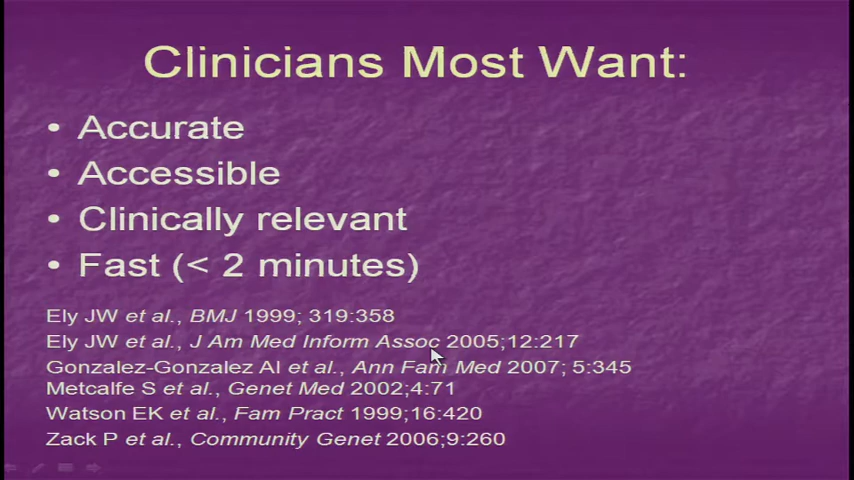 Clinicians Most Want:
• Accurate
• Accessible
• Clinically relevant
• Fast (< 2 minutes)
Ely JW et al., BMJ 1999; 319:358
Ely JW et al., J Am Med Inform Assoc 2005;12:217
Gonzalez-Gonzalez AI et al., Ann Fam Med 2007; 5:345
Metcalfe S et al., Genet Med 2002;4:71
Watson EK et al., Fam Pract 1999;16:420
Zack P et al., Community Genet 2006;9:260